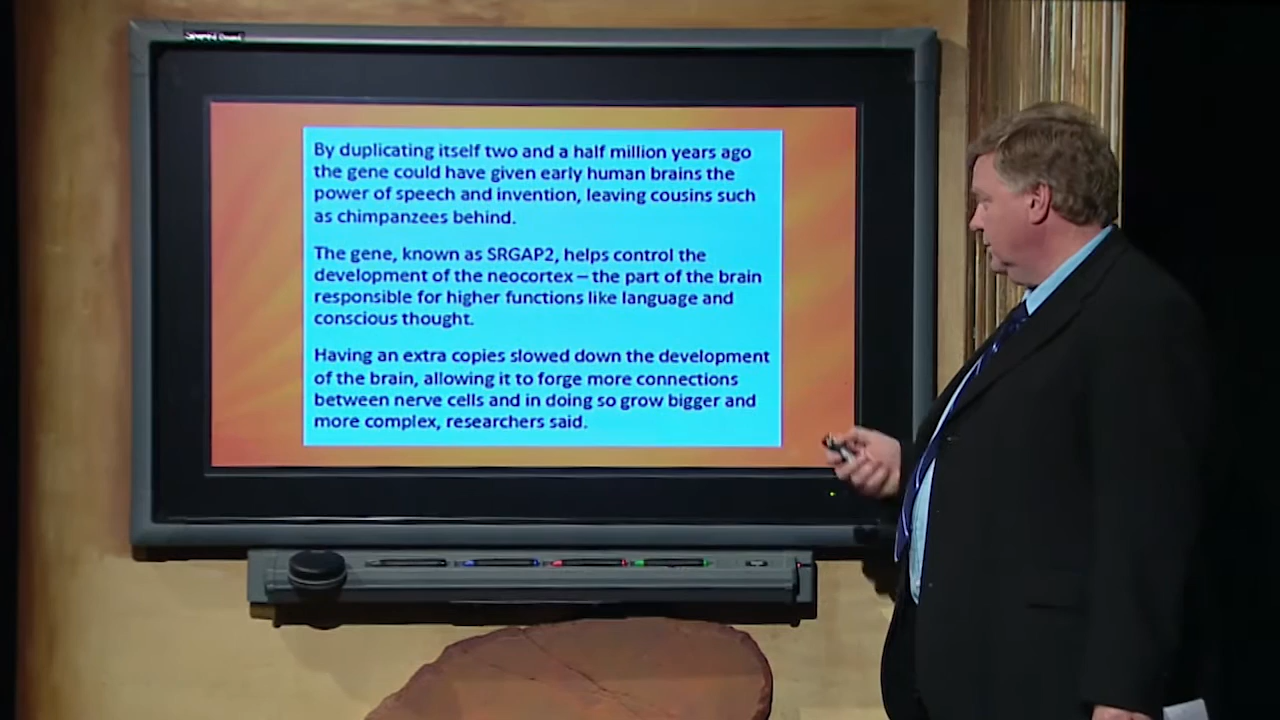 By duplicating itself two and a half million years ago
the gene could have given early human brains the
power of speech and invention, leaving cousins such
as chimpanzees behind.
The gene, known as SRGAP2, helps control the
development of the neocortex – the part of the brain
responsible for higher functions like language and
conscious thought.
Having an extra copies slowed down the development
of the brain, allowing it to forge more connections
between nerve cells and in doing so grow bigger and
more complex, researchers said.